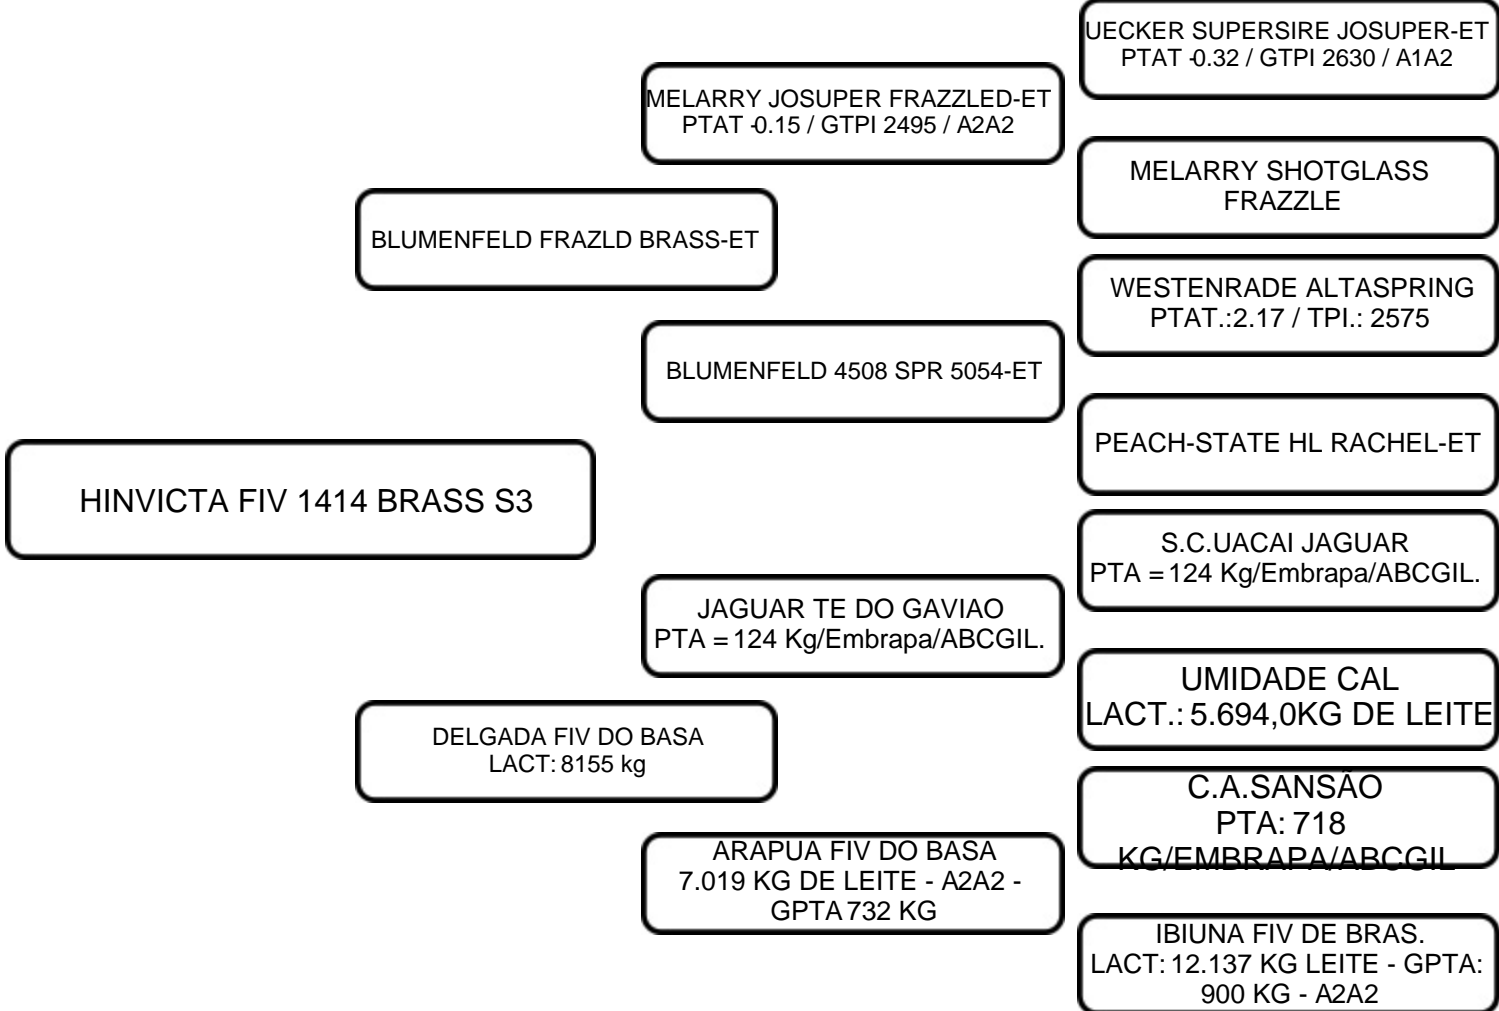 UECKER SUPERSIRE JOSUPER-ET
PTAT -0.32 / GTPI 2630 / A1A2
MELARRY JOSUPER FRAZZLED-ET
PTAT -0.15 / GTPI 2495 / A2A2
MELARRY SHOTGLASS
FRAZZLE
BLUMENFELD FRAZLD BRASS-ET
WESTENRADE ALTASPRING
PTAT.:2.17 / TPI.: 2575
BLUMENFELD 4508 SPR 5054-ET
PEACH-STATE HL RACHEL-ET
HINVICTA FIV 1414 BRASS S3
S.C.UACAI JAGUAR
PTA = 124 Kg/Embrapa/ABCGIL.
JAGUAR TE DO GAVIAO
PTA = 124 Kg/Embrapa/ABCGIL.
UMIDADE CAL
LACT.: 5.694,0KG DE LEITE
DELGADA FIV DO BASA
LACT: 8155 kg
C.A.SANSÃO
PTA: 718
KG/EMBRAPA/ABCGIL
ARAPUA FIV DO BASA
7.019 KG DE LEITE - A2A2 -
GPTA 732 KG
IBIUNA FIV DE BRAS.
LACT: 12.137 KG LEITE - GPTA:
900 KG - A2A2